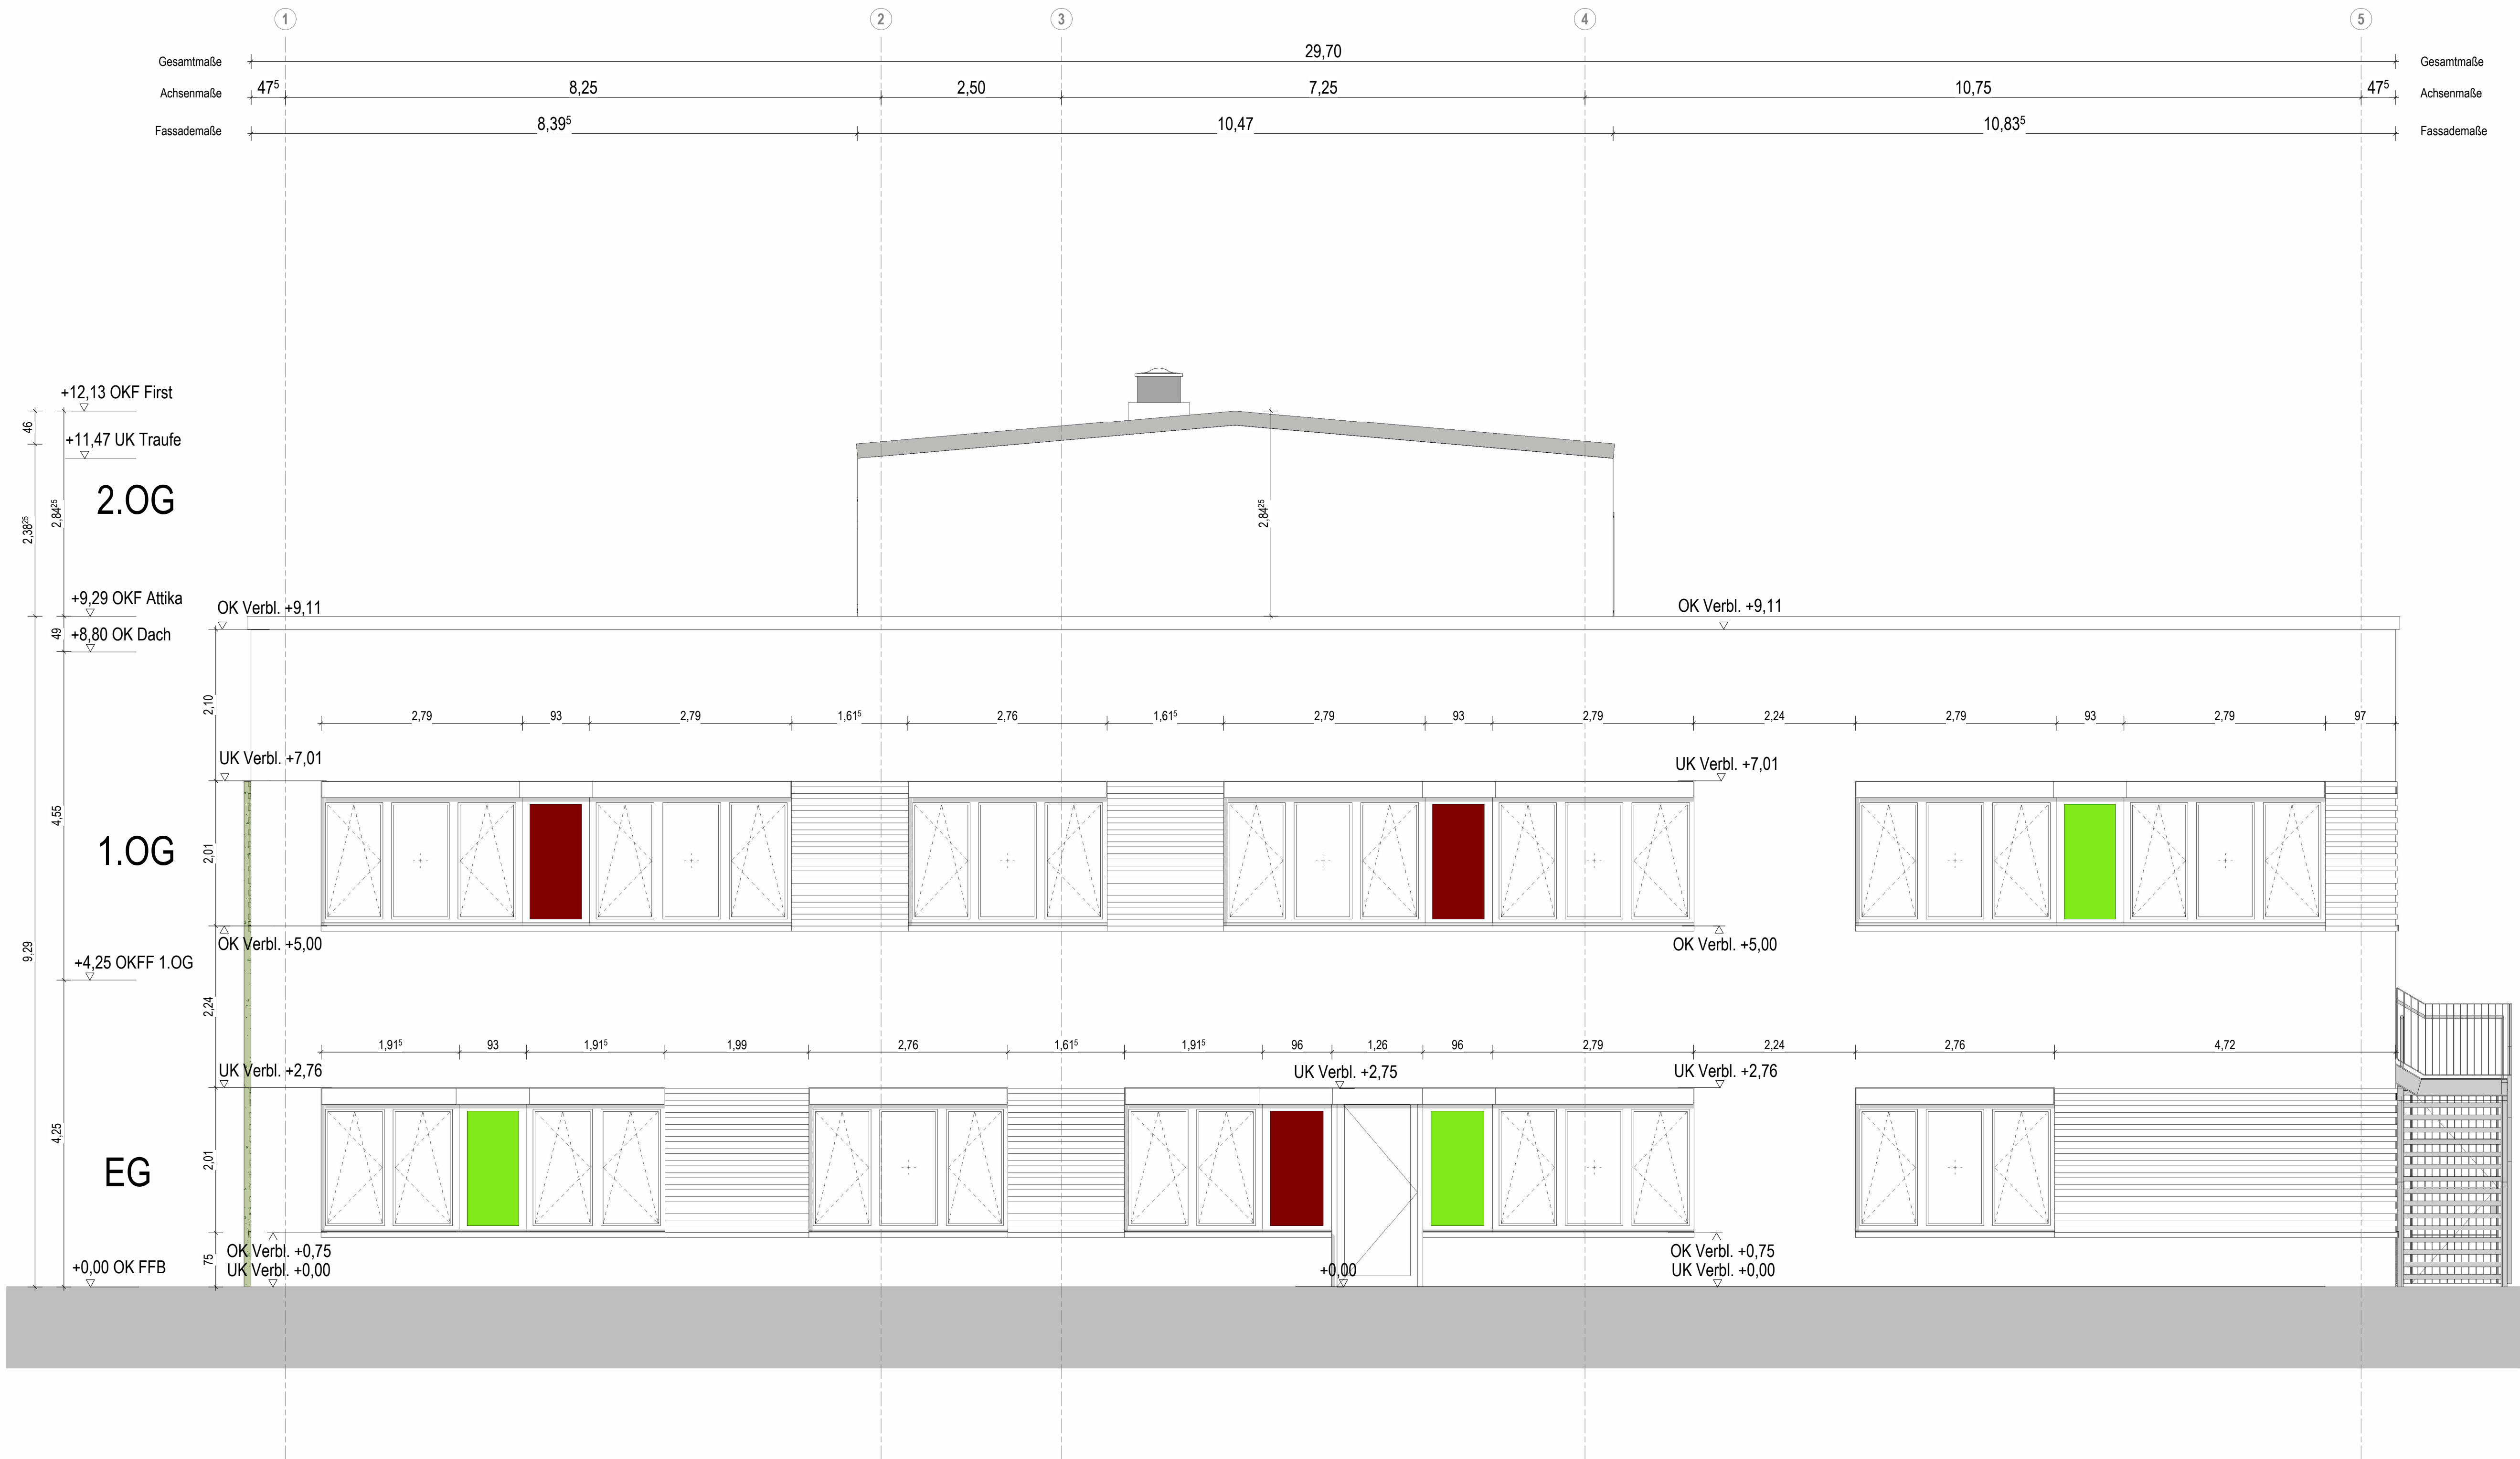 1 2 3 4 5
29,70
Gesamtmaße Gesamtmaße
47⁵ 8,25 2,50 7,25 10,75 47⁵
Achsenmaße Achsenmaße
8,39⁵ 10,47 10,83⁵
Fassademaße Fassademaße
+12,13 OKF First
46
+11,47 UK Traufe
2.OG
2,38²⁵
2,84²⁵
2,84²⁵
+9,29 OKF Attika
OK Verbl. +9,11 OK Verbl. +9,11
49
+8,80 OK Dach
2,10
2,79 93 2,79 1,61⁵ 2,76 1,61⁵ 2,79 93 2,79 2,24 2,79 93 2,79 97
UK Verbl. +7,01 UK Verbl. +7,01
4,55
1.OG
2,01
OK Verbl. +5,00 OK Verbl. +5,00
9,29
+4,25 OKFF 1.OG
2,24
1,91⁵ 93 1,91⁵ 1,99 2,76 1,61⁵ 1,91⁵ 96 1,26 96 2,79 2,24 2,76 4,72
UK Verbl. +2,76 UK Verbl. +2,75 UK Verbl. +2,76
4,25
EG
2,01
75
OK Verbl. +0,75 OK Verbl. +0,75
+0,00 OK FFB
UK Verbl. +0,00 +0,00 UK Verbl. +0,00